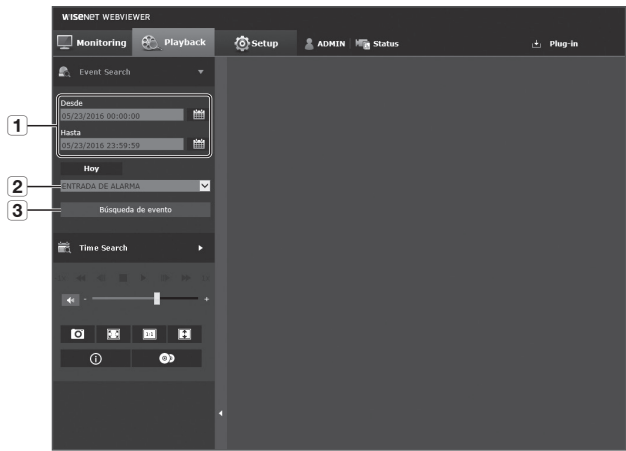 WISENET WEBVIEWER
Monitoring Playback Setup ADMIN Status Plug-in
Event Search
Desde
05/23/2016 00:00:00
1
Hasta
05/23/2016 23:59:59
Hoy
2 ENTRADA DE ALARMA
3 Búsqueda de evento
Time Search
- +
1:1